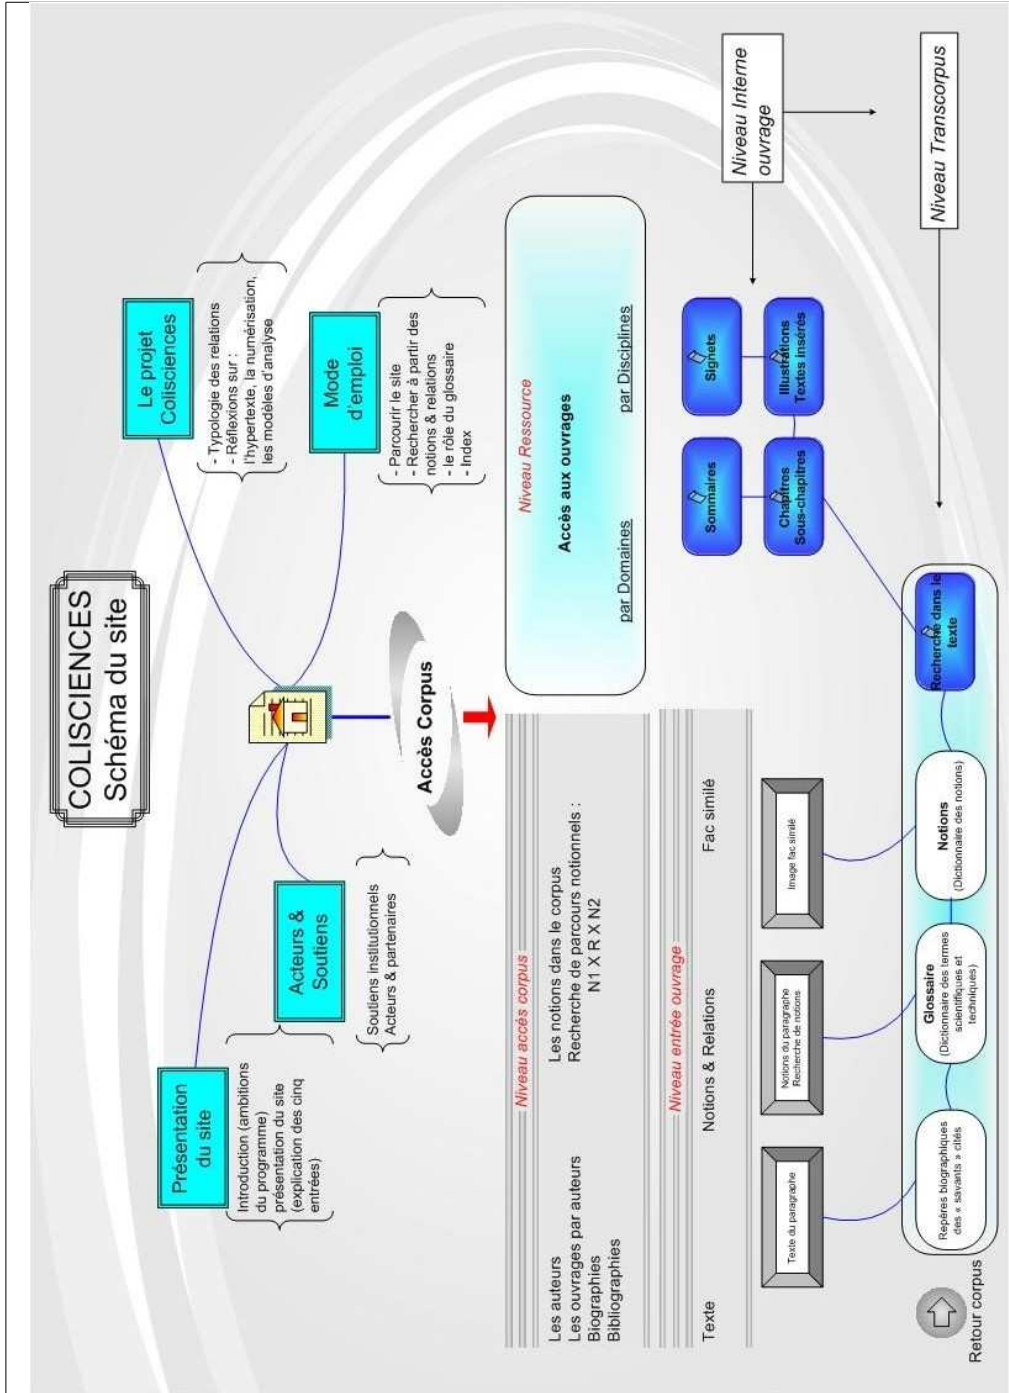 COLISCIENCES
Schéma du site
Présentation
du site
Introduction (ambitions
du programme)
présentation du site
(explication des cinq
entrées)
Acteurs &
Soutiens
Soutiens institutionnels
Acteurs & partenaires
Le projet
Colisciences
- Typologie des relations
- Réflexions sur :
l'hypertexte, la numérisation,
les modèles d'analyse
Mode
d'emploi
- Parcourir le site
- Rechercher à partir des
notions & relations
- le rôle du glossaire
- Index
Accès Corpus
Niveau accès corpus
Les auteurs
Les ouvrages par auteurs
Biographies
Bibliographies
Les notions dans le corpus
Recherche de parcours notionnels :
N1 X R X N2
Niveau Ressource
Accès aux ouvrages
par Domaines
par Disciplines
Niveau entrée ouvrage
Texte
Notions & Relations
Fac similé
Niveau Interne
ouvrage
Sommaires
Signets
Chapitres
Sous-chapitres
Illustrations
Textes insérés
Texte du paragraphe
Notions du paragraphe
Recherche de notions
Image fac similé
Niveau Transcorpus
Retour corpus
Repères biographiques
des « savants » cités
Glossaire
(Dictionnaire des termes
scientifiques et
techniques)
Notions
(Dictionnaire des notions)
Recherche dans le
texte